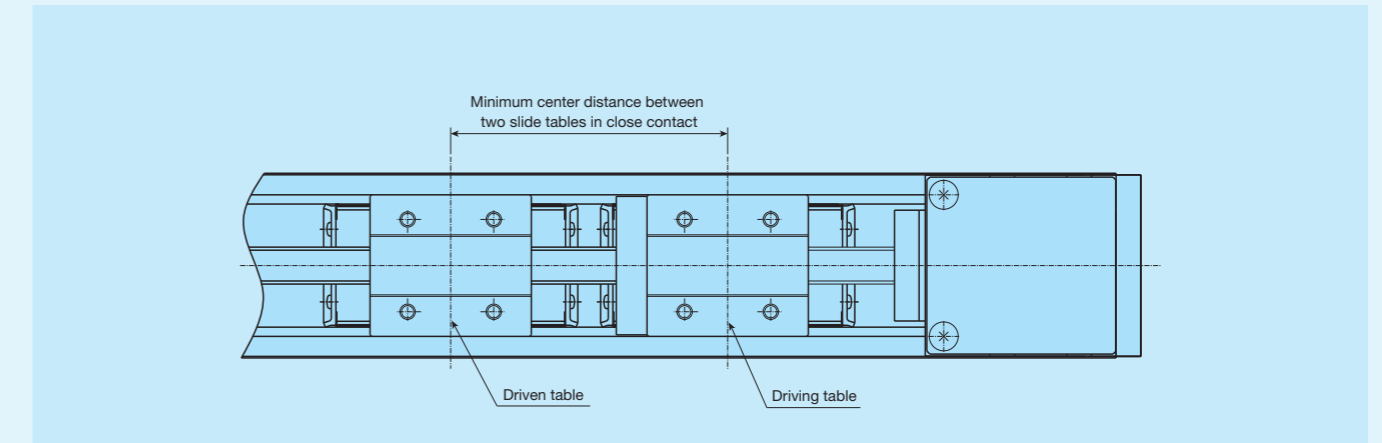 Minimum center distance between
two slide tables in close contact
Driven table
Driving table